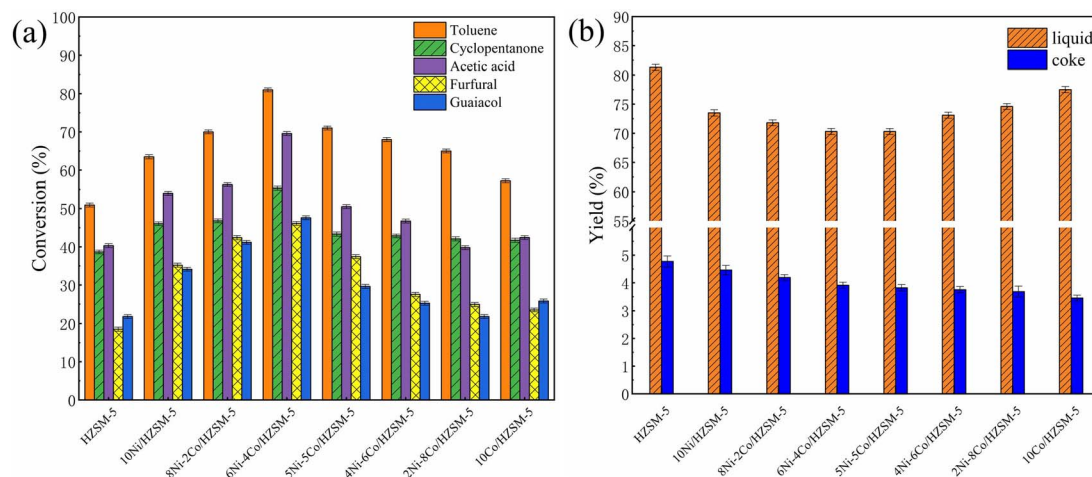 (a)
Conversion (%)
100
90
80
70
60
50
40
30
20
10
0
Toluene
Cyclopentanone
Acetic acid
Furfural
Guaiacol
HZSM-5
10Ni/HZSM-5
8Ni-2Co/HZSM-5
6Ni-4Co/HZSM-5
5Ni-5Co/HZSM-5
4Ni-6Co/HZSM-5
2Ni-8Co/HZSM-5
10Co/HZSM-5
(b)
Yield (%)
90
85
80
75
70
65
60
55
5
4
3
2
1
0
liquid
coke
HZSM-5
10Ni/HZSM-5
8Ni-2Co/HZSM-5
6Ni-4Co/HZSM-5
5Ni-5Co/HZSM-5
4Ni-6Co/HZSM-5
2Ni-8Co/HZSM-5
10Co/HZSM-5